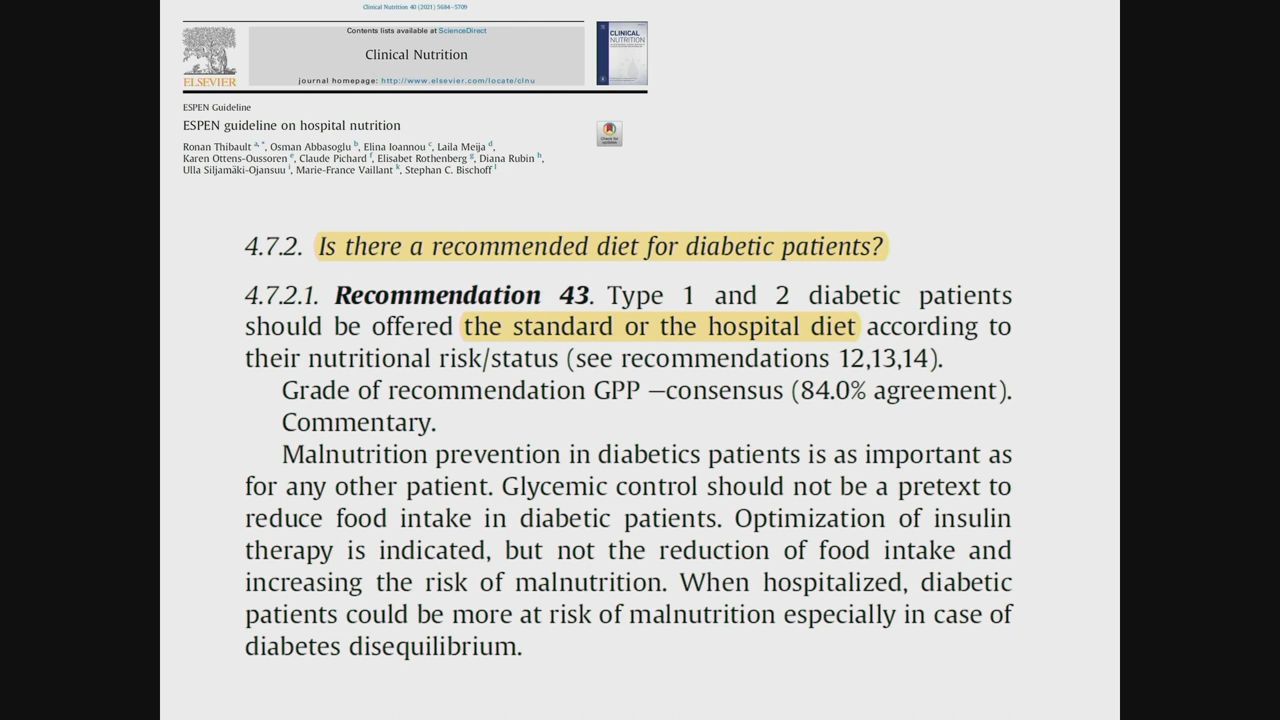 Clinical Nutrition 40 (2021) 5684–5709
Contents lists available at ScienceDirect
Clinical Nutrition
journal homepage: http://www.elsevier.com/locate/clnu
ELSEVIER
CLINICAL
NUTRITION
ESPEN Guideline
ESPEN guideline on hospital nutrition
Check for
updates
Ronan Thibault a, *, Osman Abbasoglu b, Elina Ioannou c, Laila Meija d,
Karen Ottens-Oussoren e, Claude Pichard f, Elisabet Rothenberg g, Diana Rubin h,
Ulla Siljamäki-Ojansuu i, Marie-France Vaillant k, Stephan C. Bischoff l
4.7.2. Is there a recommended diet for diabetic patients?
4.7.2.1. Recommendation 43. Type 1 and 2 diabetic patients
should be offered the standard or the hospital diet according to
their nutritional risk/status (see recommendations 12,13,14).
Grade of recommendation GPP –consensus (84.0% agreement).
Commentary.
Malnutrition prevention in diabetics patients is as important as
for any other patient. Glycemic control should not be a pretext to
reduce food intake in diabetic patients. Optimization of insulin
therapy is indicated, but not the reduction of food intake and
increasing the risk of malnutrition. When hospitalized, diabetic
patients could be more at risk of malnutrition especially in case of
diabetes disequilibrium.